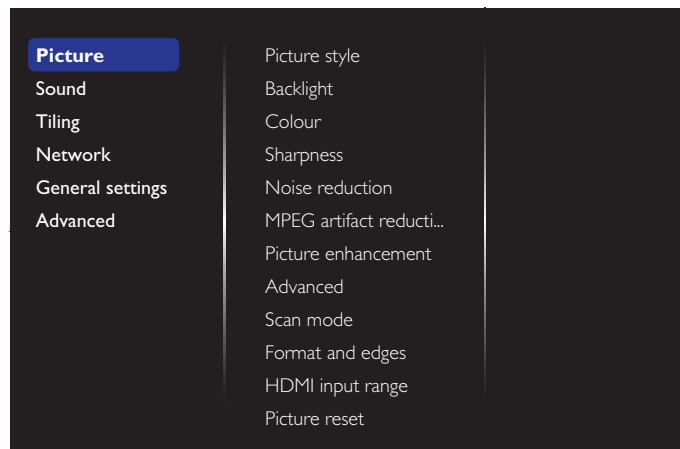 Picture
Sound
Tiling
Network
General settings
Advanced
Picture style
Backlight
Colour
Sharpness
Noise reduction
MPEG artifact reducti...
Picture enhancement
Advanced
Scan mode
Format and edges
HDMI input range
Picture reset